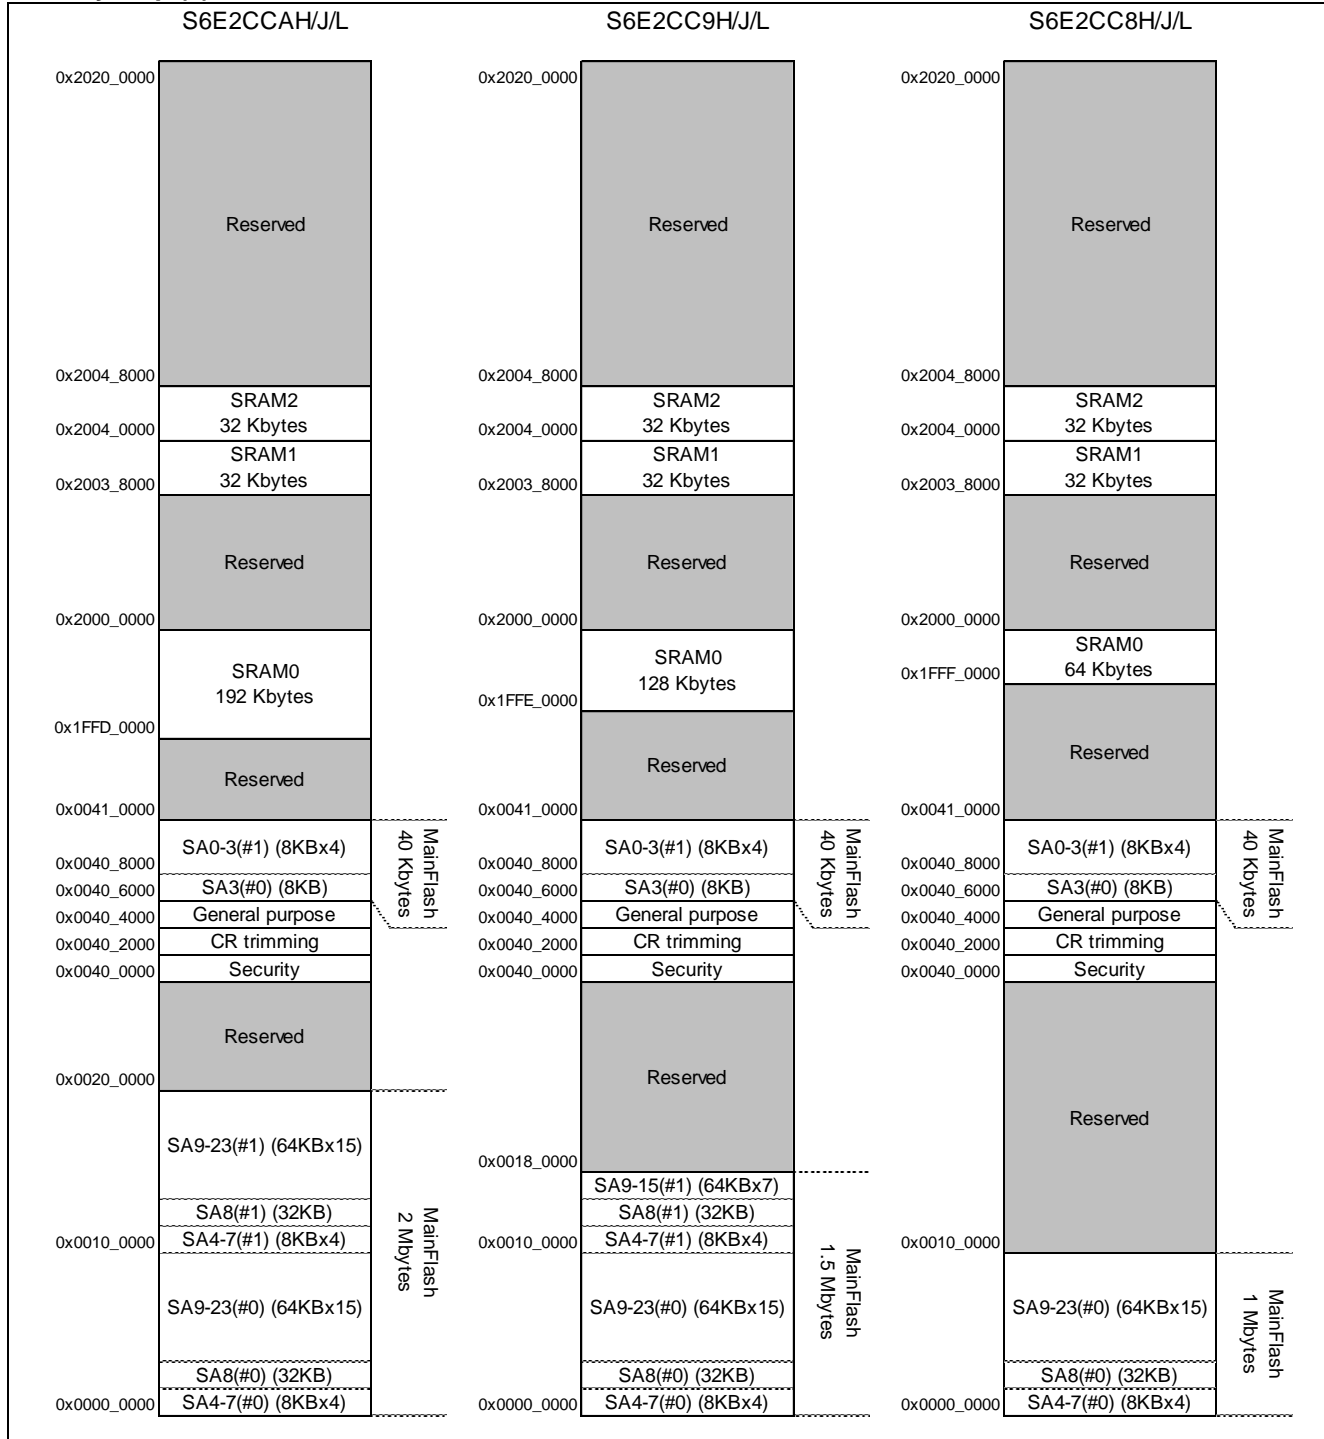 S6E2CCAH/J/L
0x2020_0000
Reserved
0x2004_8000
SRAM2
32 Kbytes
0x2004_0000
SRAM1
32 Kbytes
0x2003_8000
Reserved
0x2000_0000
SRAM0
192 Kbytes
0x1FFD_0000
Reserved
0x0041_0000
SA0-3(#1) (8KBx4)
0x0040_8000
SA3(#0) (8KB)
0x0040_6000
General purpose
0x0040_4000
CR trimming
0x0040_2000
Security
0x0040_0000
Reserved
0x0020_0000
SA9-23(#1) (64KBx15)
SA8(#1) (32KB)
SA4-7(#1) (8KBx4)
0x0010_0000
SA9-23(#0) (64KBx15)
SA8(#0) (32KB)
SA4-7(#0) (8KBx4)
0x0000_0000
MainFlash
40 Kbytes
MainFlash
2 Mbytes
S6E2CC9H/J/L
0x2020_0000
Reserved
0x2004_8000
SRAM2
32 Kbytes
0x2004_0000
SRAM1
32 Kbytes
0x2003_8000
Reserved
0x2000_0000
SRAM0
128 Kbytes
0x1FFE_0000
Reserved
0x0041_0000
SA0-3(#1) (8KBx4)
0x0040_8000
SA3(#0) (8KB)
0x0040_6000
General purpose
0x0040_4000
CR trimming
0x0040_2000
Security
0x0040_0000
Reserved
0x0018_0000
SA9-15(#1) (64KBx7)
SA8(#1) (32KB)
SA4-7(#1) (8KBx4)
0x0010_0000
SA9-23(#0) (64KBx15)
SA8(#0) (32KB)
SA4-7(#0) (8KBx4)
0x0000_0000
MainFlash
40 Kbytes
MainFlash
1.5 Mbytes
S6E2CC8H/J/L
0x2020_0000
Reserved
0x2004_8000
SRAM2
32 Kbytes
0x2004_0000
SRAM1
32 Kbytes
0x2003_8000
Reserved
0x2000_0000
SRAM0
64 Kbytes
0x1FFF_0000
Reserved
0x0041_0000
SA0-3(#1) (8KBx4)
0x0040_8000
SA3(#0) (8KB)
0x0040_6000
General purpose
0x0040_4000
CR trimming
0x0040_2000
Security
0x0040_0000
Reserved
0x0010_0000
SA9-23(#0) (64KBx15)
SA8(#0) (32KB)
SA4-7(#0) (8KBx4)
0x0000_0000
MainFlash
40 Kbytes
MainFlash
1 Mbytes